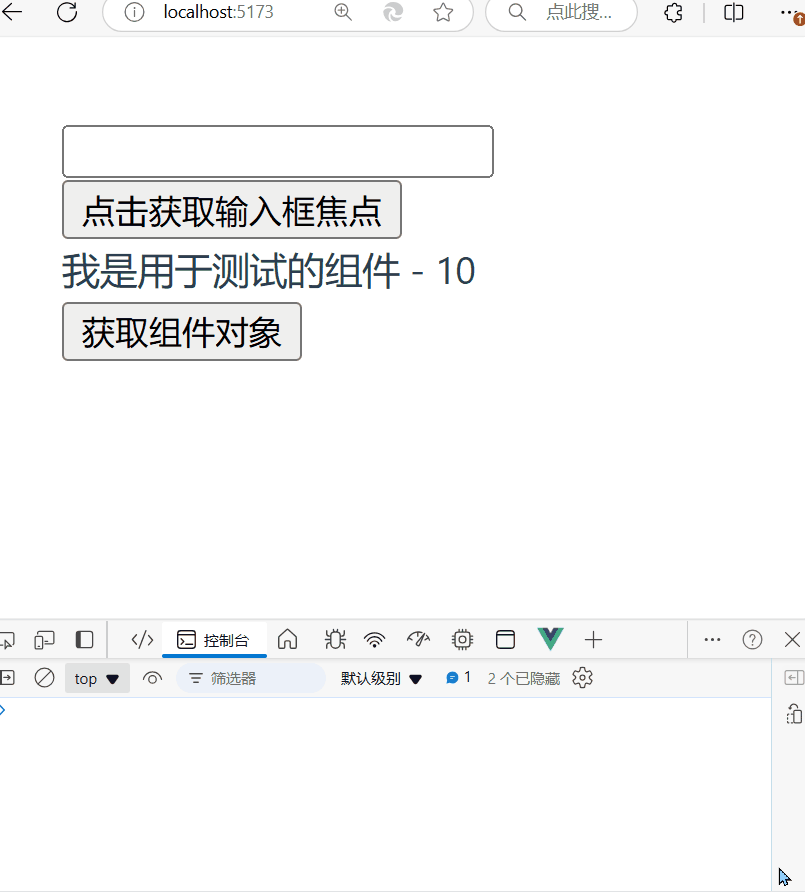 localhost:5173
点此搜...
点击获取输入框焦点
我是用于测试的组件 - 10
获取组件对象
控制台
top 筛选器 默认级别 1 2 个已隐藏